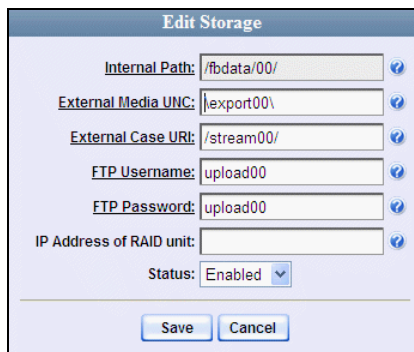 Edit Storage
Internal Path: /fbdata/00/
External Media UNC: \export00\
External Case URI: /stream00/
FTP Username: upload00
FTP Password: upload00
IP Address of RAID unit:
Status: Enabled
Save Cancel